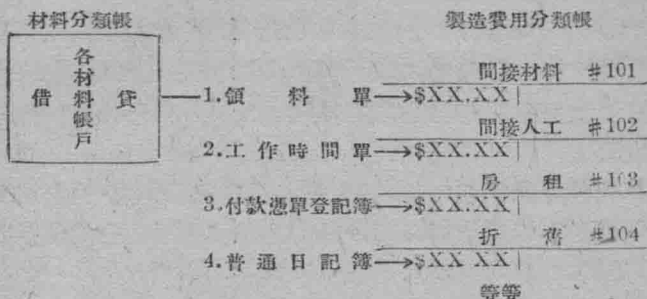 材料分類帳
製造費用分類帳
各材料帳戶
借 貸
間接材料 #101
1.領料單→$XX.XX
間接人工 #102
2.工作時間單→$XX.XX
房租 #103
3.付款憑單登記簿→$XX.XX
折舊 #104
4.普通日記簿→$XX XX
等等